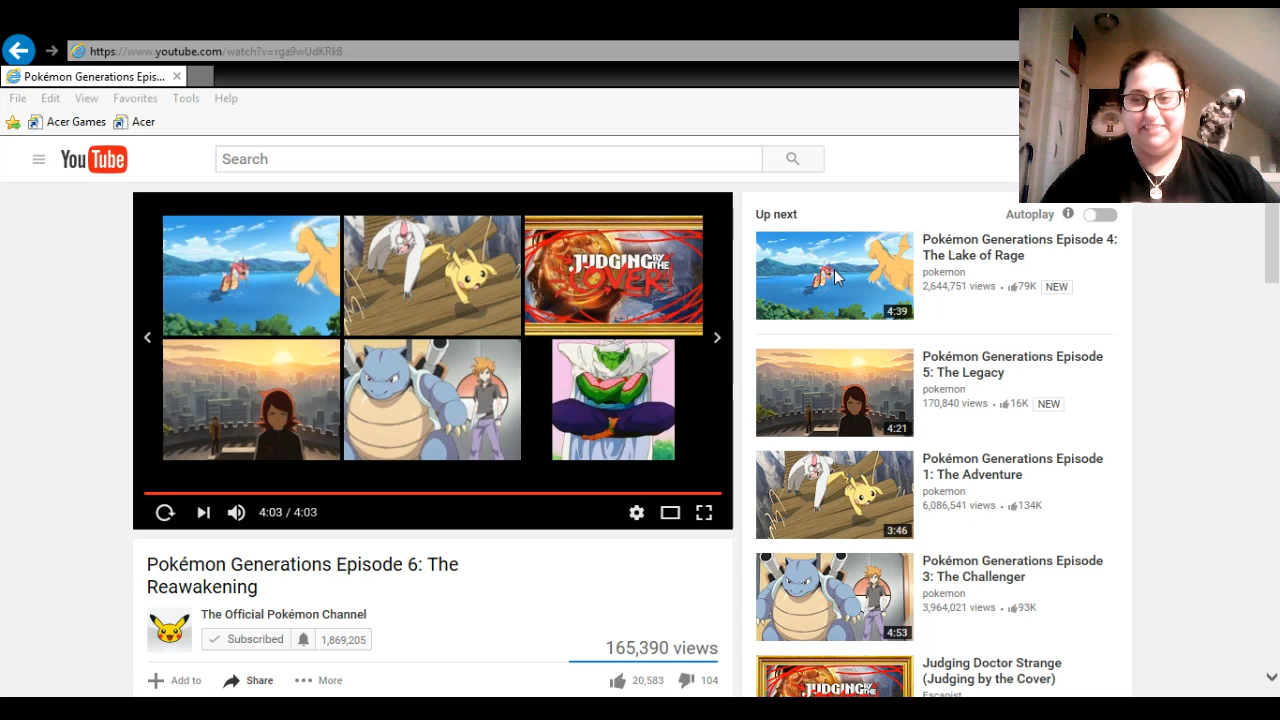 https://www.youtube.com/watch?v=rga9wUdKRk8
Pokémon Generations Epis...
File Edit View Favorites Tools Help
Acer Games Acer
YouTube
Search
JUDGING BY THE COVER!
4:03 / 4:03
Pokémon Generations Episode 6: The
Reawakening
The Official Pokémon Channel
Subscribed 1,869,205
165,390 views
Add to Share More 20,583 104
Up next Autoplay
Pokémon Generations Episode 4:
The Lake of Rage
pokemon
2,644,751 views • 79K NEW
4:39
Pokémon Generations Episode
5: The Legacy
pokemon
170,840 views • 16K NEW
4:21
Pokémon Generations Episode
1: The Adventure
pokemon
6,086,541 views • 134K
3:46
Pokémon Generations Episode
3: The Challenger
pokemon
3,964,021 views • 93K
4:53
Judging Doctor Strange
(Judging by the Cover)
Escapist
JUDGING BY THE